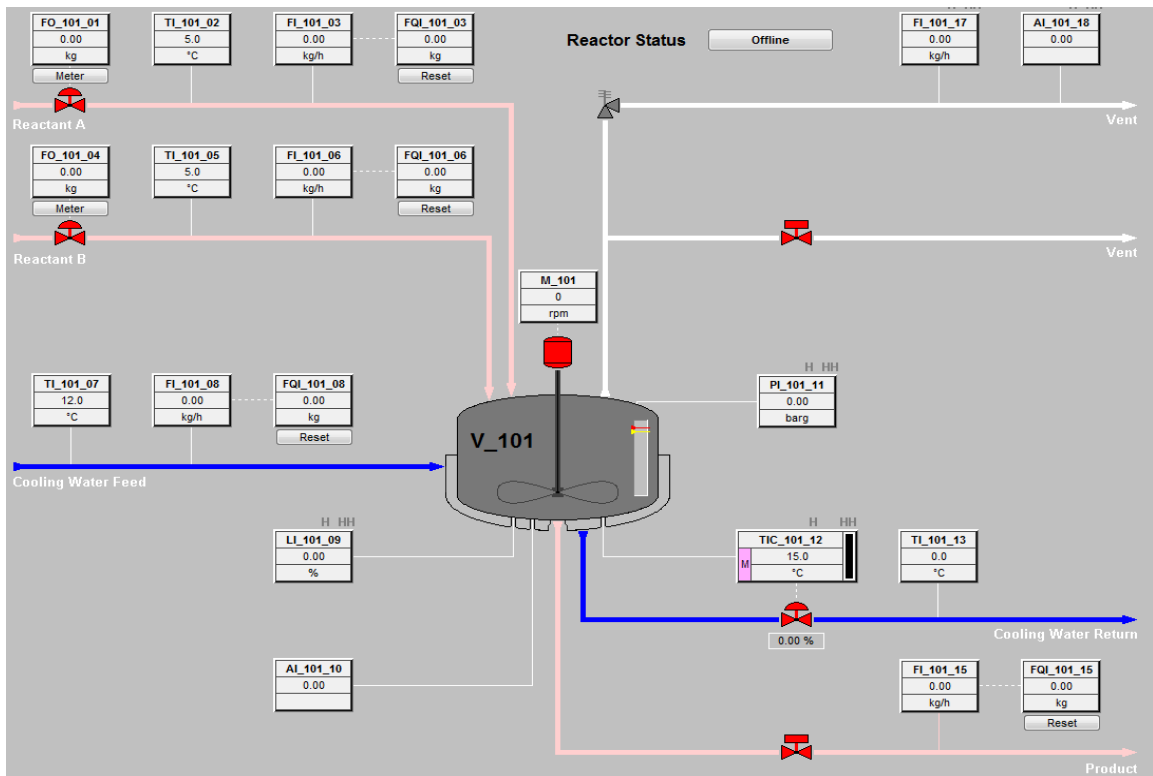 FO_101_01
0.00
kg
Meter
TI_101_02
5.0
°C
FI_101_03
0.00
kg/h
FQI_101_03
0.00
kg
Reset
Reactor Status
Offline
H HH
FI_101_17
0.00
kg/h
H HH
AI_101_18
0.00
Reactant A
Vent
FO_101_04
0.00
kg
Meter
TI_101_05
5.0
°C
FI_101_06
0.00
kg/h
FQI_101_06
0.00
kg
Reset
Reactant B
Vent
M_101
0
rpm
TI_101_07
12.0
°C
FI_101_08
0.00
kg/h
FQI_101_08
0.00
kg
Reset
H HH
PI_101_11
0.00
barg
V_101
Cooling Water Feed
H HH
LI_101_09
0.00
%
H HH
TIC_101_12
M
15.0
°C
TI_101_13
0.0
°C
0.00 %
Cooling Water Return
AI_101_10
0.00
FI_101_15
0.00
kg/h
FQI_101_15
0.00
kg
Reset
Product